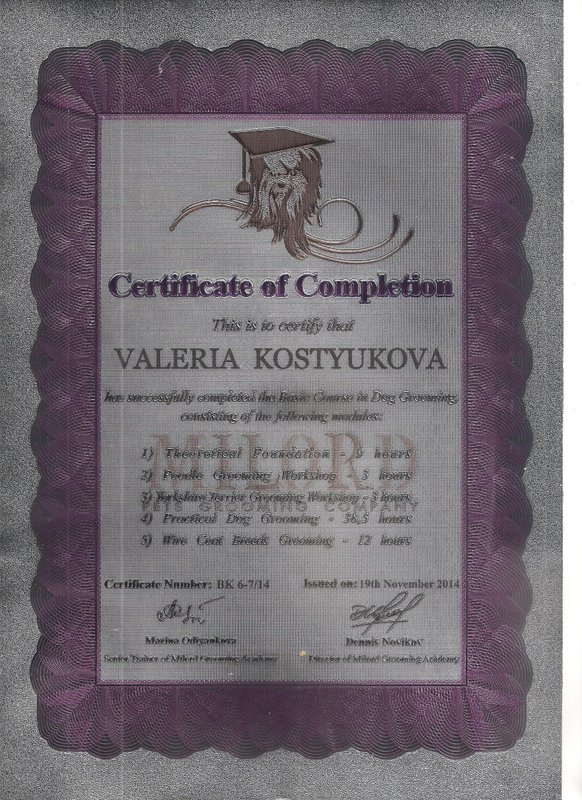 Certificate of Completion
This is to certify that
VALERIA KOSTYUKOVA
has successfully completed the Basic Course in Dog Grooming,
consisting of the following modules:
MILORD
PETS GROOMING COMPANY
1) Theoretical Foundation - 9 hours
2) Poodle Grooming Workshop - 3 hours
3) Yorkshire Terrier Grooming Workshop - 3 hours
4) Practical Dog Grooming - 38,5 hours
5) Wire Coat Breeds Grooming - 12 hours
Certificate Number: BK 6-7/14 Issued on: 19th November 2014
Marina Dennis Novikov
Senior Trainer of Milord Grooming Academy Director of Milord Grooming Academy